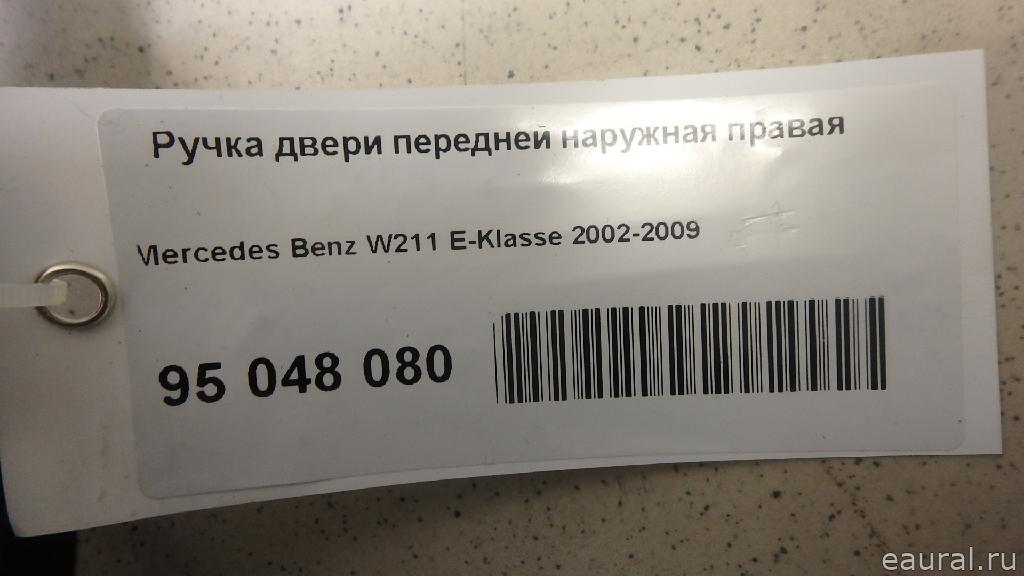 Ручка двери передней наружная правая
Mercedes Benz W211 E-Klasse 2002-2009
95 048 080
eaural.ru